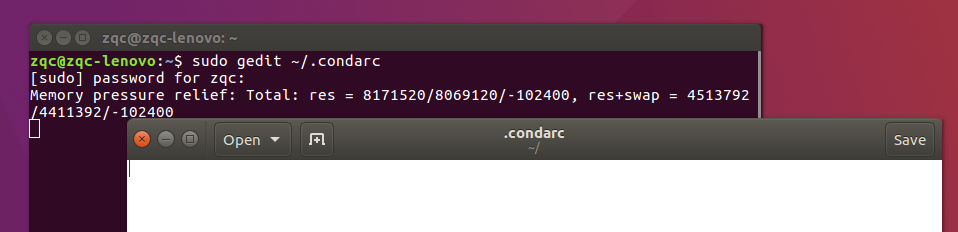 zqc@zqc-lenovo: ~
zqc@zqc-lenovo:~$ sudo gedit ~/.condarc
[sudo] password for zqc:
Memory pressure relief: Total: res = 8171520/8069120/-102400, res+swap = 4513792
/4411392/-102400
Open
.condarc
~/
Save